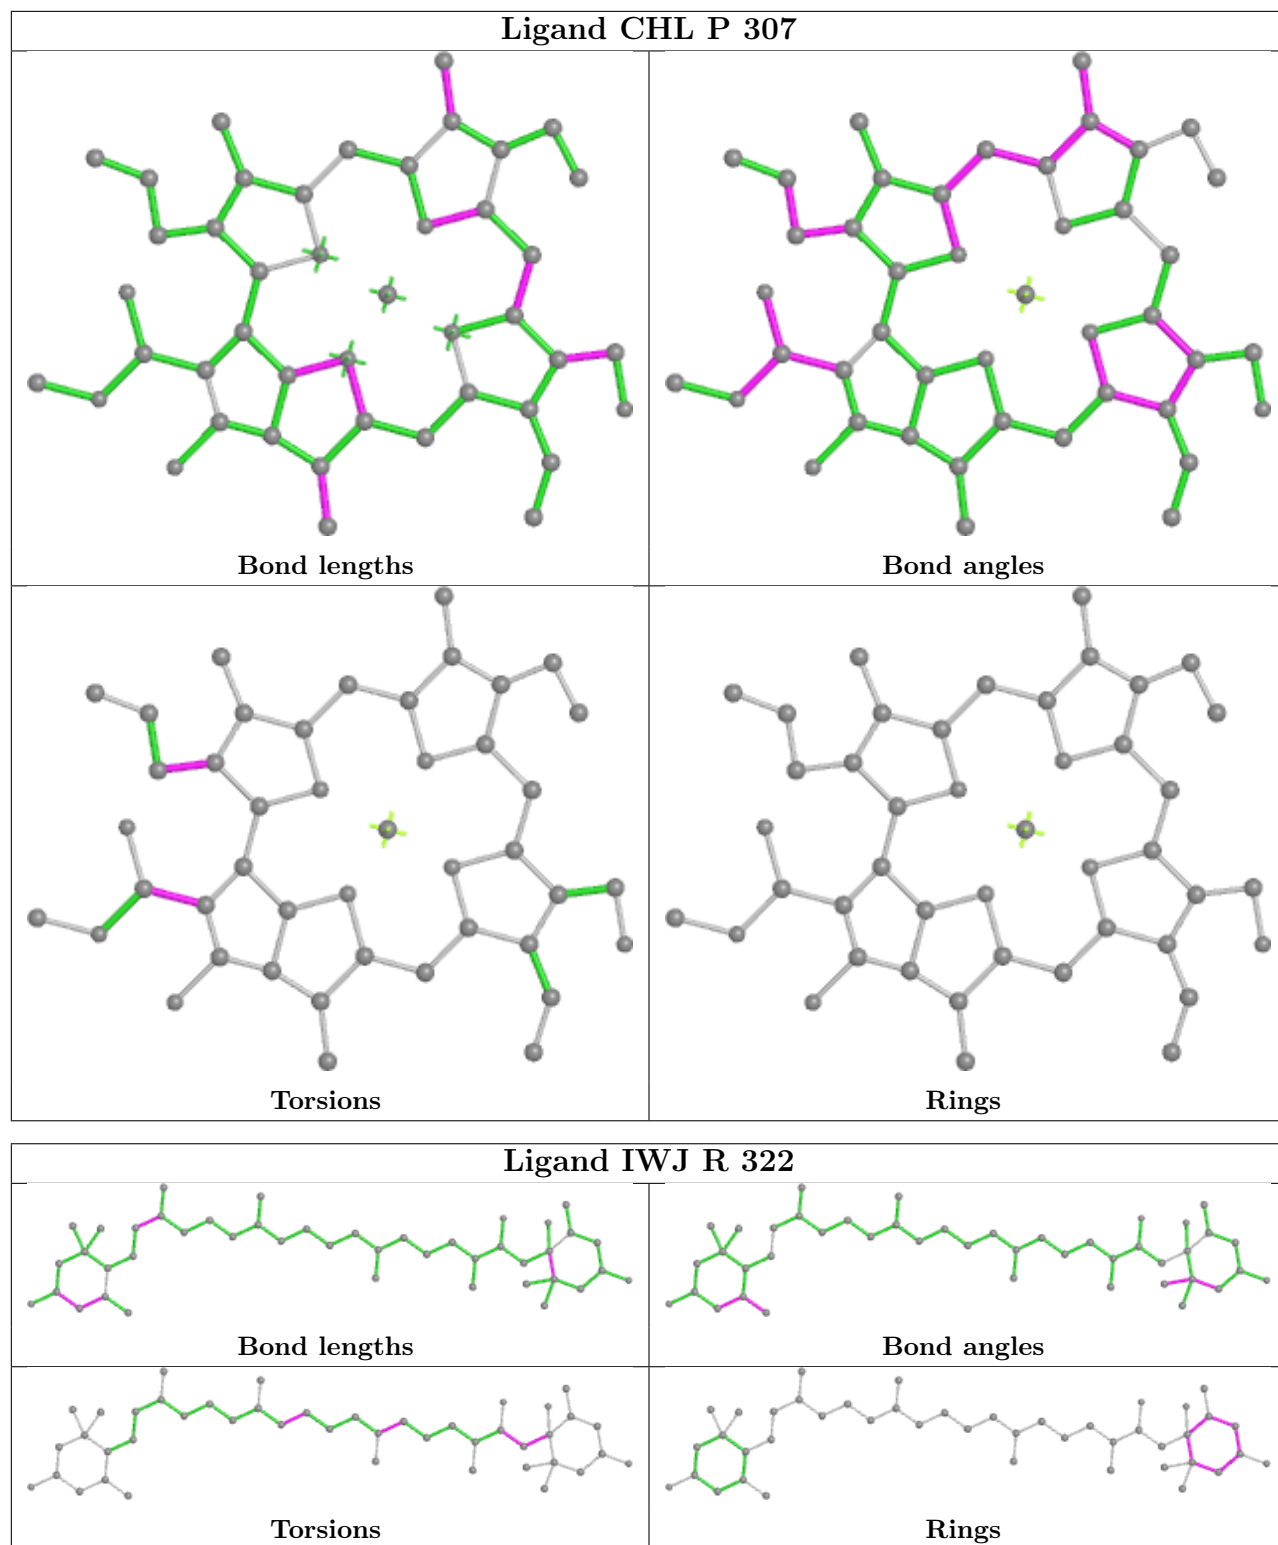 Ligand CHL P 307
Bond lengths
Bond angles
Torsions
Rings
Ligand IWJ R 322
Bond lengths
Bond angles
Torsions
Rings